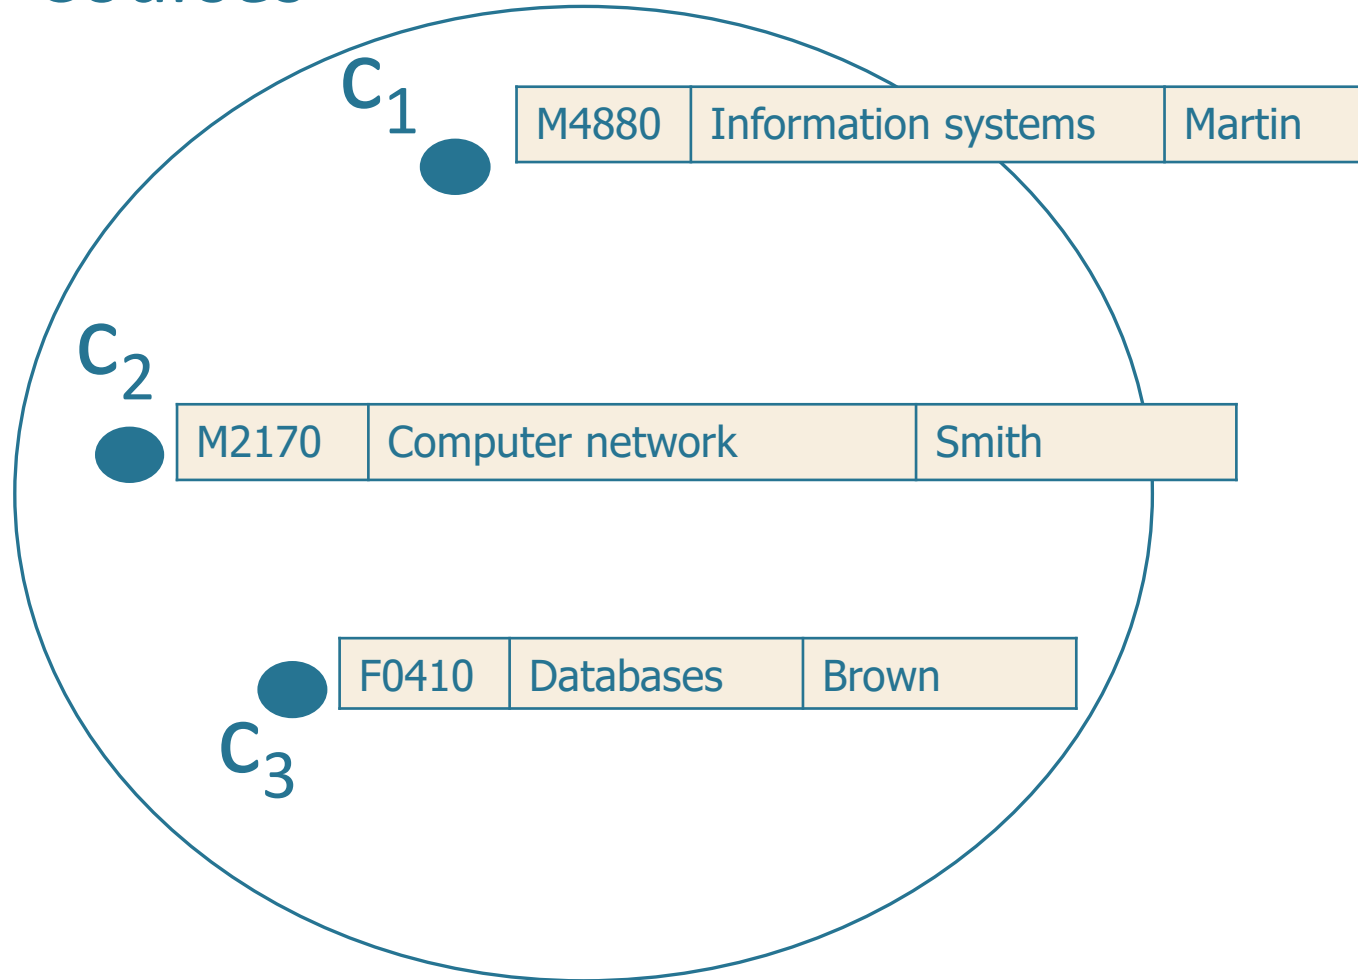 c1
M4880 Information systems Martin
c2
M2170 Computer network Smith
F0410 Databases Brown
c3